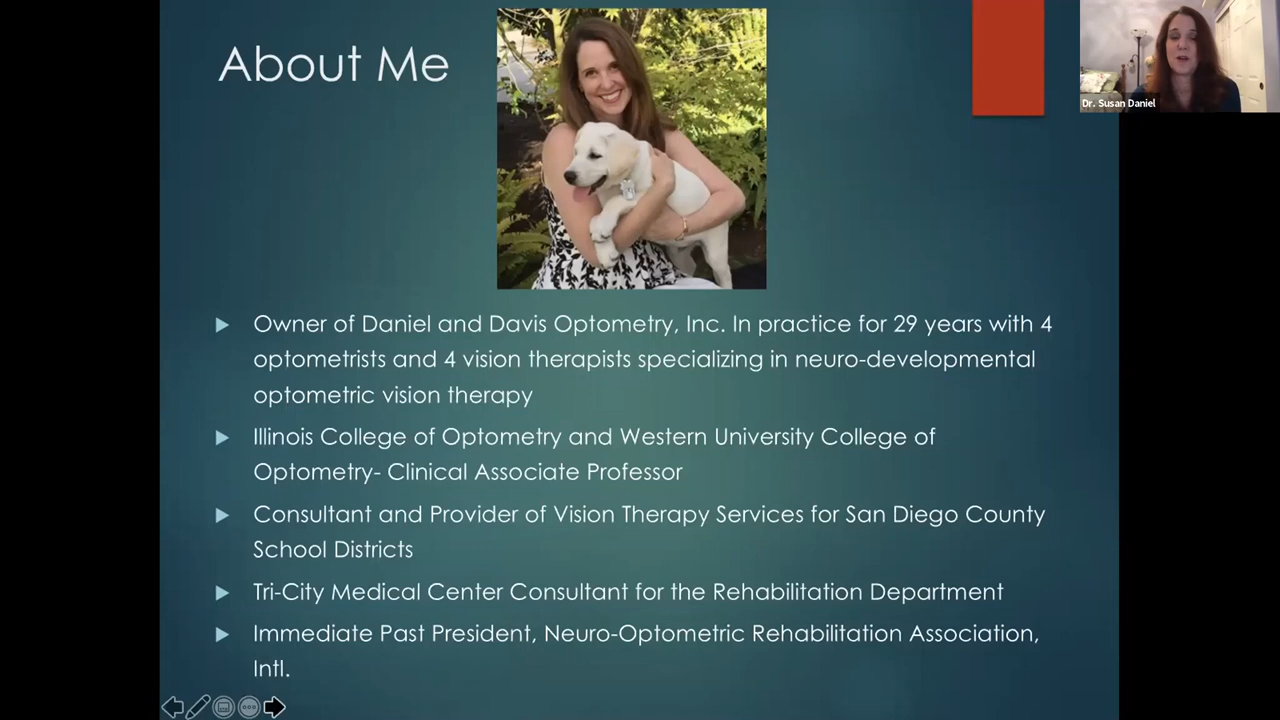 About Me
Dr. Susan Daniel
Owner of Daniel and Davis Optometry, Inc. In practice for 29 years with 4
optometrists and 4 vision therapists specializing in neuro-developmental
optometric vision therapy
Illinois College of Optometry and Western University College of
Optometry- Clinical Associate Professor
Consultant and Provider of Vision Therapy Services for San Diego County
School Districts
Tri-City Medical Center Consultant for the Rehabilitation Department
Immediate Past President, Neuro-Optometric Rehabilitation Association,
Intl.